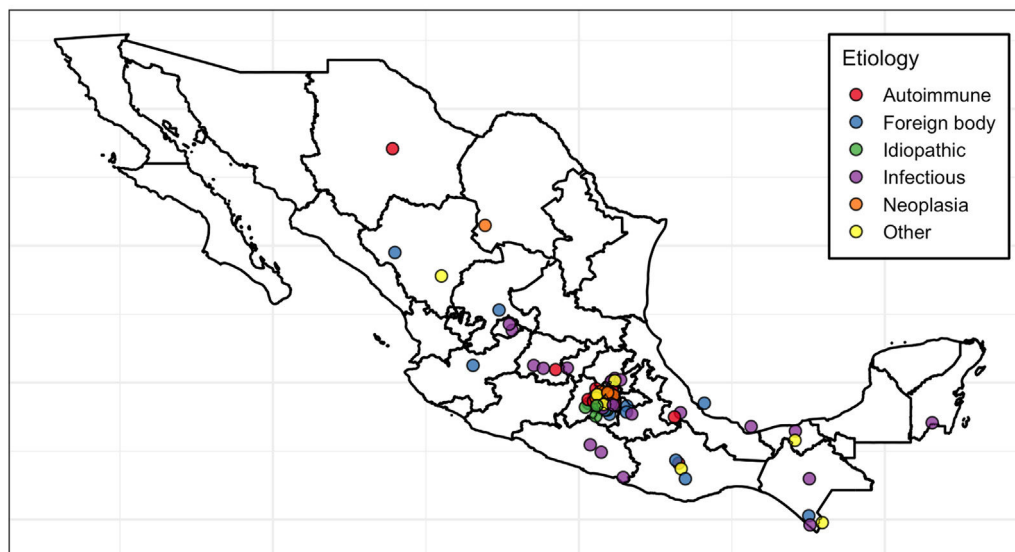 Etiology
Autoimmune
Foreign body
Idiopathic
Infectious
Neoplasia
Other